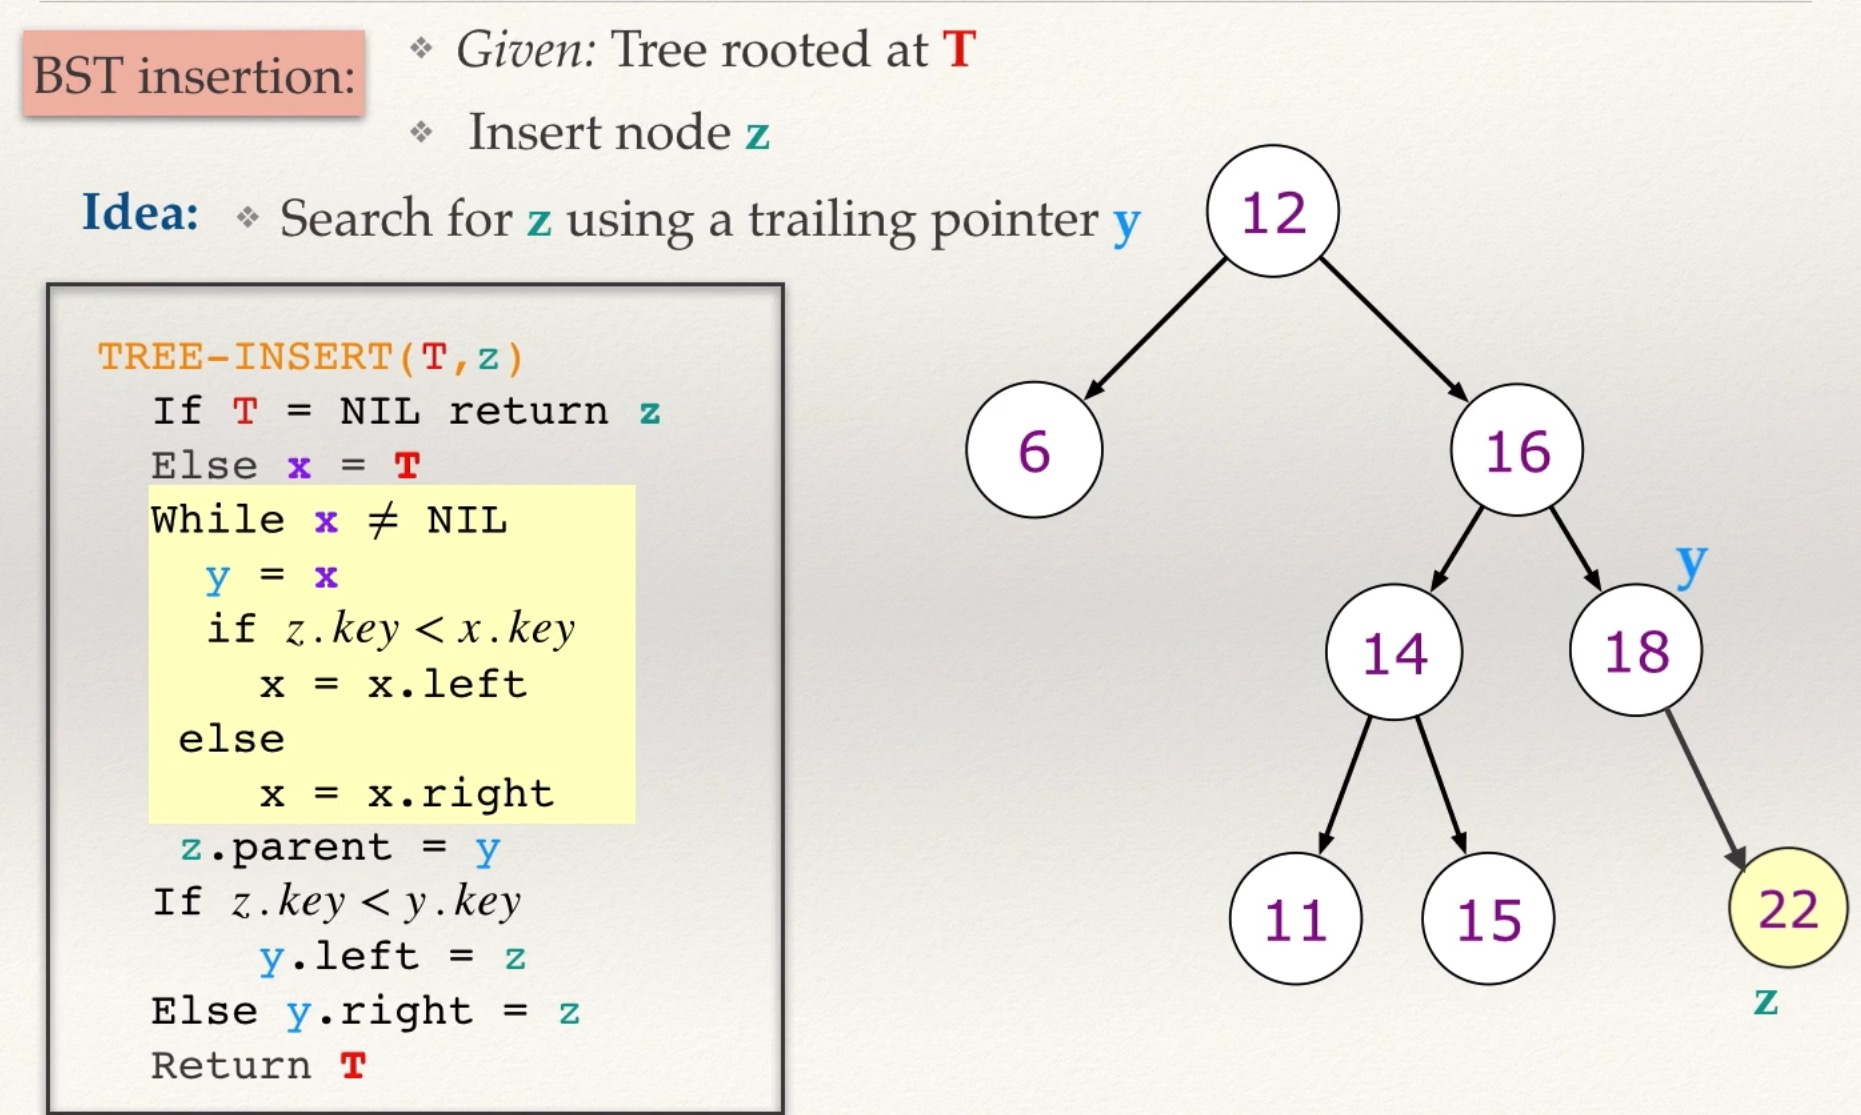 BST insertion:
❖ Given: Tree rooted at T
❖ Insert node z
Idea: ❖ Search for z using a trailing pointer y
TREE-INSERT(T,z)
If T = NIL return z
Else x = T
While x ≠ NIL
y = x
if z.key < x.key
x = x.left
else
x = x.right
z.parent = y
If z.key < y.key
y.left = z
Else y.right = z
Return T
12
6 16
y
14 18
11 15 22
z